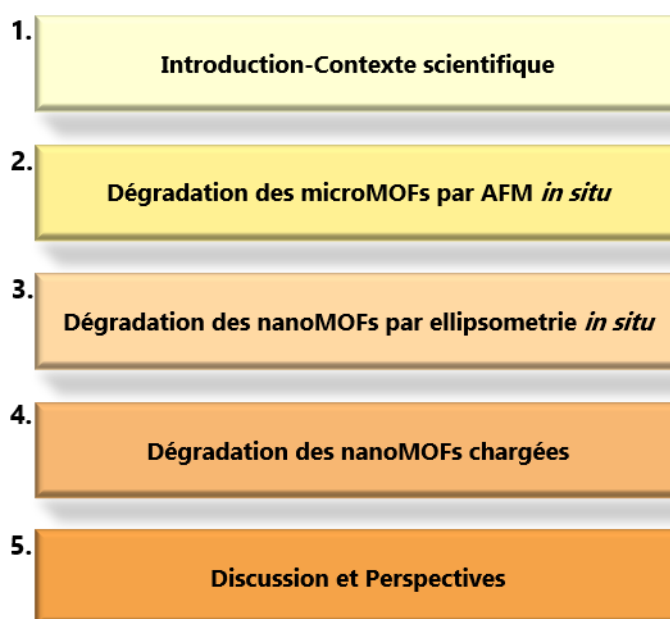 1. Introduction-Contexte scientifique
2. Dégradation des microMOFs par AFM in situ
3. Dégradation des nanoMOFs par ellipsometrie in situ
4. Dégradation des nanoMOFs chargées
5. Discussion et Perspectives